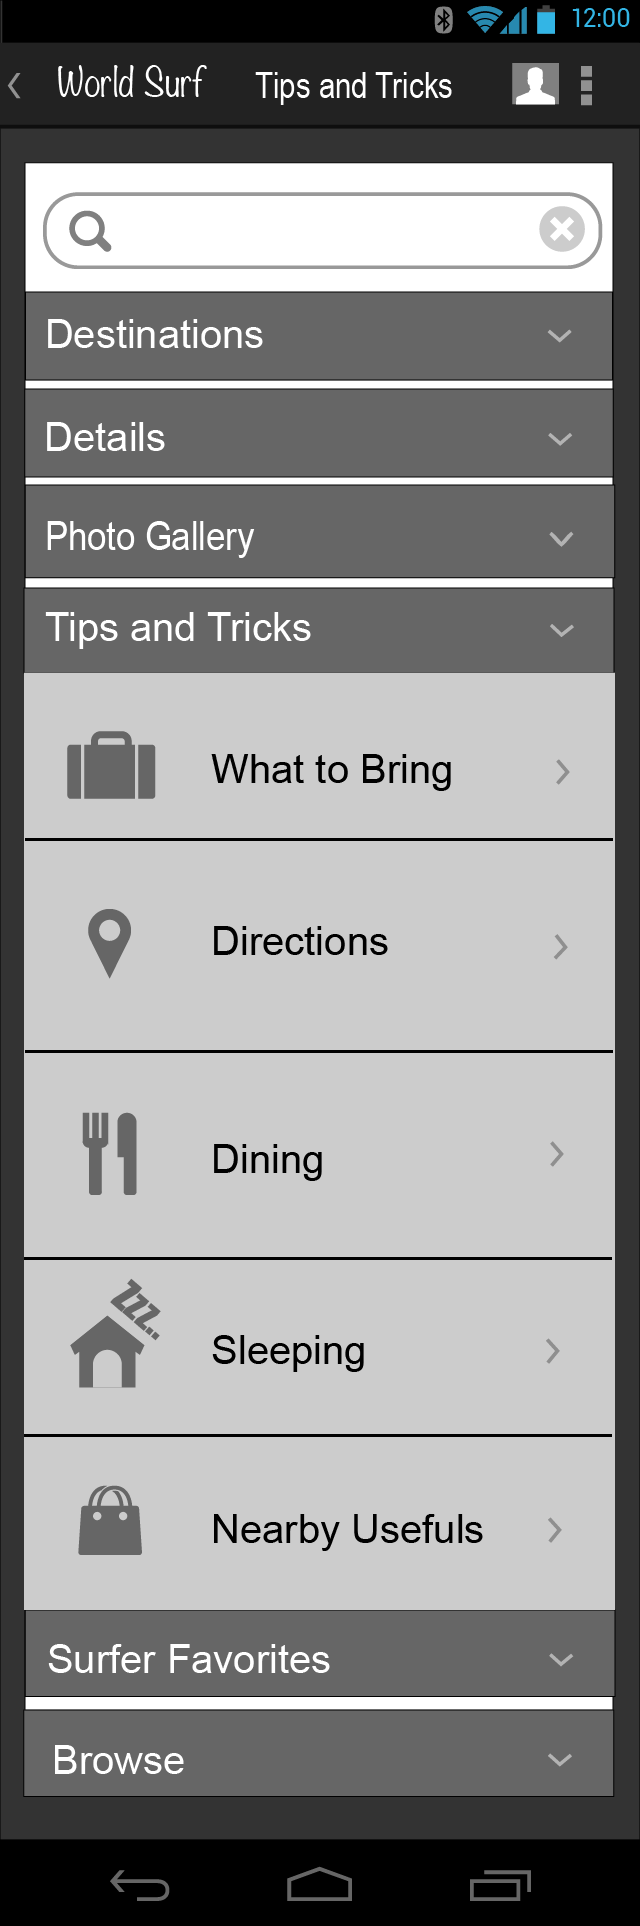 12:00
World Surf Tips and Tricks
Destinations
Details
Photo Gallery
Tips and Tricks
What to Bring
Directions
Dining
zzz..
Sleeping
Nearby Usefuls
Surfer Favorites
Browse